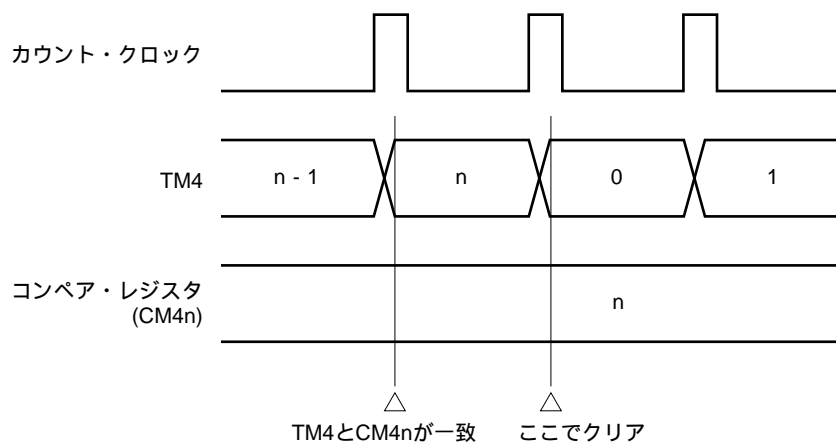 カウント・クロック
TM4
n - 1
n
0
1
コンペア・レジスタ
(CM4n)
n
TM4とCM4nが一致
ここでクリア